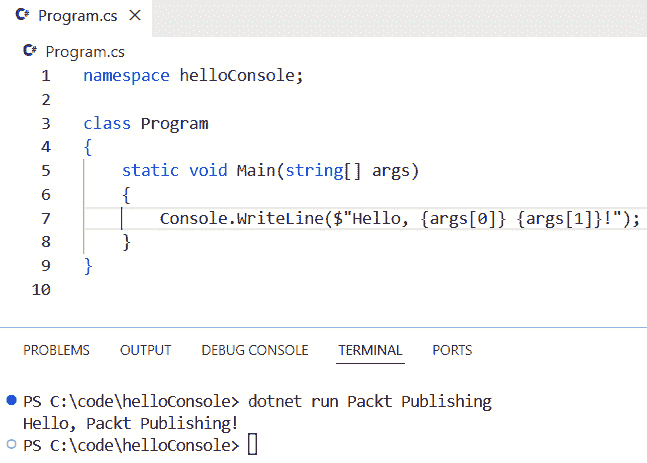 C# Program.cs ×
C# Program.cs
1 namespace helloConsole;
2
3 class Program
4 {
5     static void Main(string[] args)
6     {
7         Console.WriteLine($"Hello, {args[0]} {args[1]}!");
8     }
9 }
10
PROBLEMS OUTPUT DEBUG CONSOLE TERMINAL PORTS
PS C:\code\helloConsole> dotnet run Packt Publishing
Hello, Packt Publishing!
PS C:\code\helloConsole>